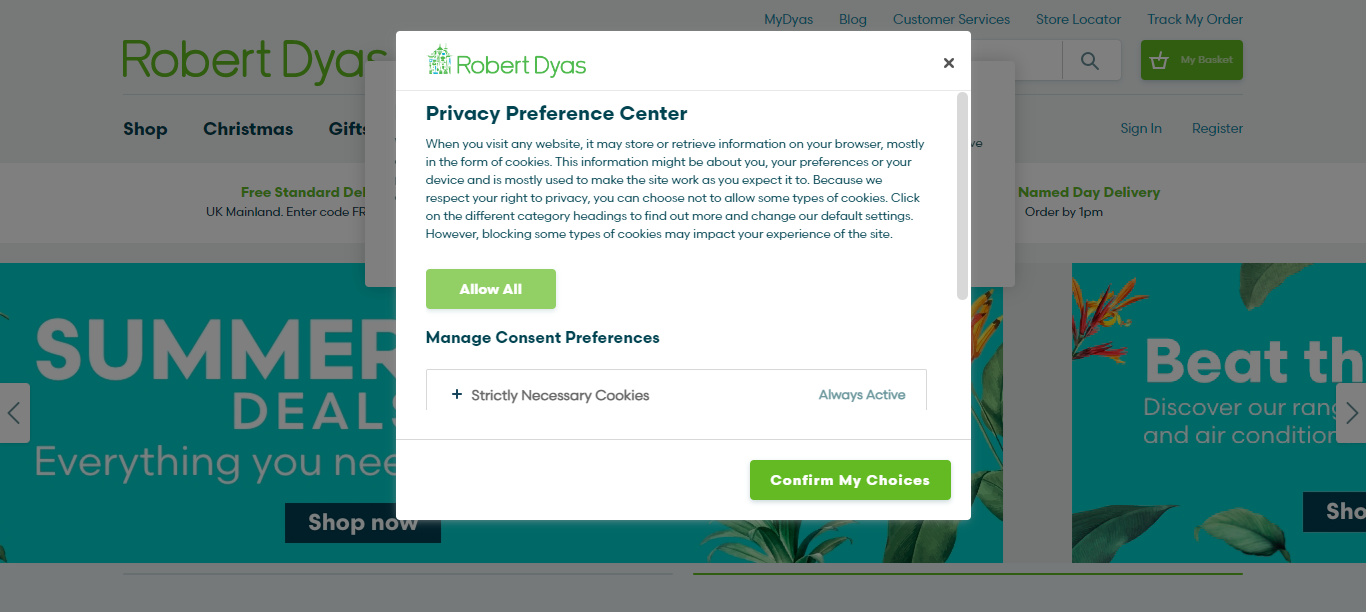 MyDyas Blog Customer Services Store Locator Track My Order
Robert Dyas
My Basket
Shop Christmas Gifts
Sign In Register
Free Standard Del
UK Mainland. Enter code FR
Named Day Delivery
Order by 1pm
Robert Dyas
Privacy Preference Center
When you visit any website, it may store or retrieve information on your browser, mostly
in the form of cookies. This information might be about you, your preferences or your
device and is mostly used to make the site work as you expect it to. Because we
respect your right to privacy, you can choose not to allow some types of cookies. Click
on the different category headings to find out more and change our default settings.
However, blocking some types of cookies may impact your experience of the site.
Allow All
Manage Consent Preferences
+ Strictly Necessary Cookies Always Active
Confirm My Choices
SUMMER
DEALS
Everything you nee
Shop now
Beat th
Discover our rang
and air condition
Sho